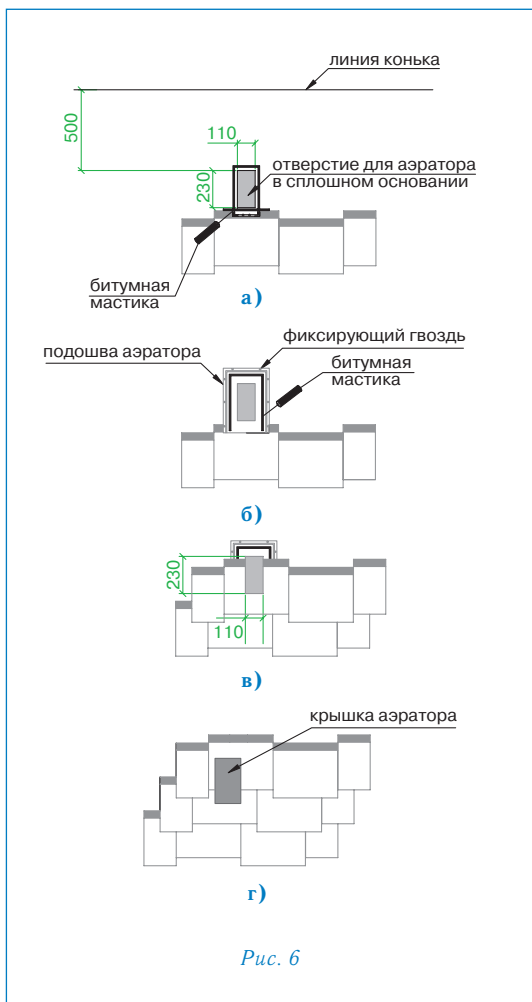 линия конька
500
110
230
отверстие для аэратора
в сплошном основании
битумная
мастика
а)
фиксирующий гвоздь
подошва аэратора
битумная
мастика
б)
230
110
в)
крышка аэратора
г)
Рис. 6